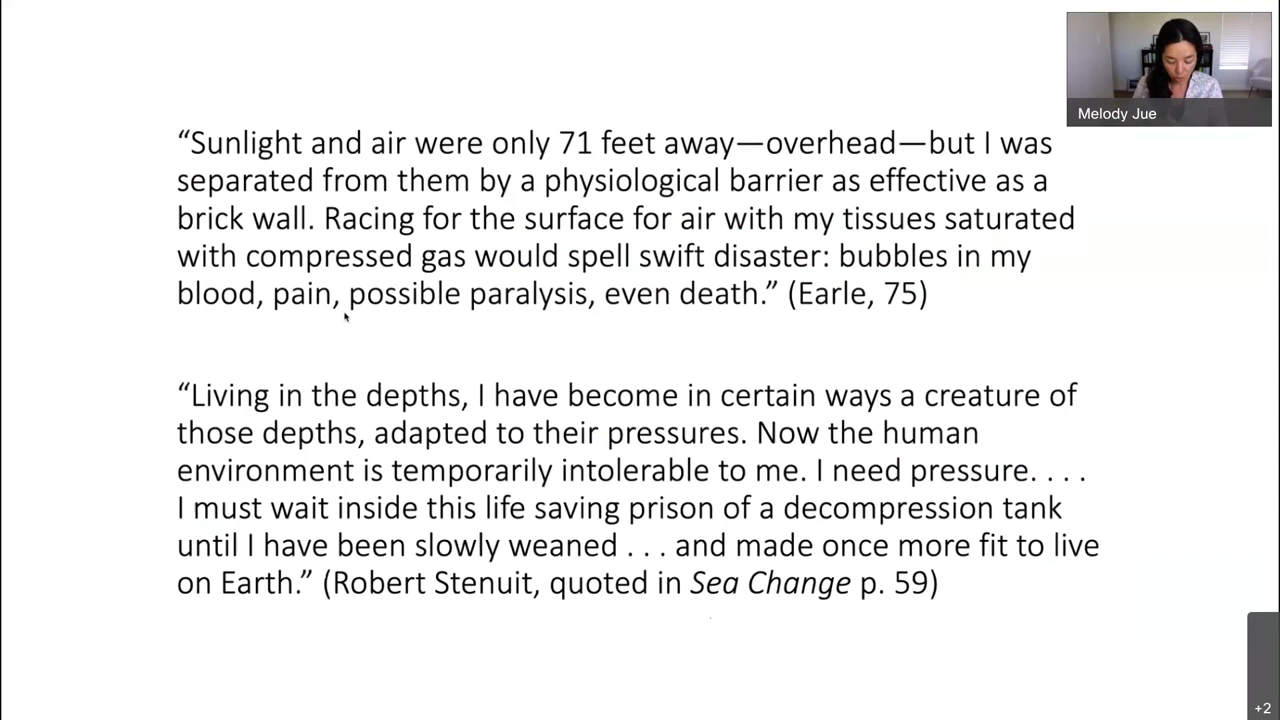 “Sunlight and air were only 71 feet away—overhead—but I was
separated from them by a physiological barrier as effective as a
brick wall. Racing for the surface for air with my tissues saturated
with compressed gas would spell swift disaster: bubbles in my
blood, pain, possible paralysis, even death.” (Earle, 75)
“Living in the depths, I have become in certain ways a creature of
those depths, adapted to their pressures. Now the human
environment is temporarily intolerable to me. I need pressure. . . .
I must wait inside this life saving prison of a decompression tank
until I have been slowly weaned . . . and made once more fit to live
on Earth.” (Robert Stenuit, quoted in Sea Change p. 59)
Melody Jue
+2